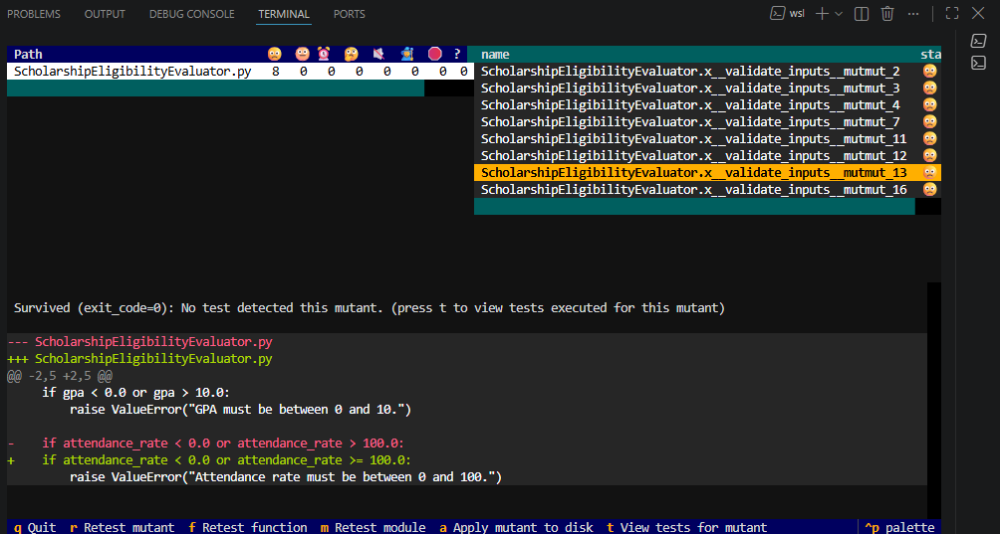 PROBLEMS OUTPUT DEBUG CONSOLE TERMINAL PORTS wsl
Path 🙁 🙂 ⏰ 🤔 🔇 🧙 🛑 ? name sta
ScholarshipEligibilityEvaluator.py 8 0 0 0 0 0 0 0 ScholarshipEligibilityEvaluator.x__validate_inputs__mutmut_2
ScholarshipEligibilityEvaluator.x__validate_inputs__mutmut_3
ScholarshipEligibilityEvaluator.x__validate_inputs__mutmut_4
ScholarshipEligibilityEvaluator.x__validate_inputs__mutmut_7
ScholarshipEligibilityEvaluator.x__validate_inputs__mutmut_11
ScholarshipEligibilityEvaluator.x__validate_inputs__mutmut_12
ScholarshipEligibilityEvaluator.x__validate_inputs__mutmut_13
ScholarshipEligibilityEvaluator.x__validate_inputs__mutmut_16
Survived (exit_code=0): No test detected this mutant. (press t to view tests executed for this mutant)
--- ScholarshipEligibilityEvaluator.py
+++ ScholarshipEligibilityEvaluator.py
@@ -2,5 +2,5 @@
if gpa < 0.0 or gpa > 10.0:
raise ValueError("GPA must be between 0 and 10.")
- if attendance_rate < 0.0 or attendance_rate > 100.0:
+ if attendance_rate < 0.0 or attendance_rate >= 100.0:
raise ValueError("Attendance rate must be between 0 and 100.")
q Quit r Retest mutant f Retest function m Retest module a Apply mutant to disk t View tests for mutant ^p palette